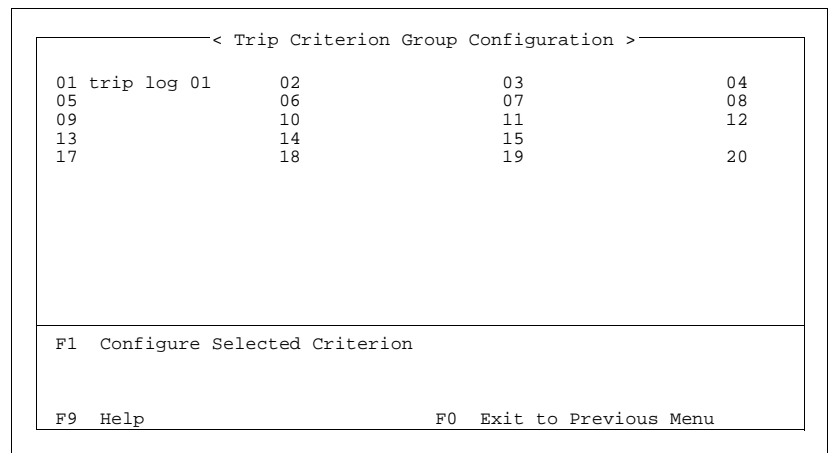 < Trip Criterion Group Configuration >
01 trip log 01 02 03 04
05 06 07 08
09 10 11 12
13 14 15
17 18 19 20
F1 Configure Selected Criterion
F9 Help F0 Exit to Previous Menu